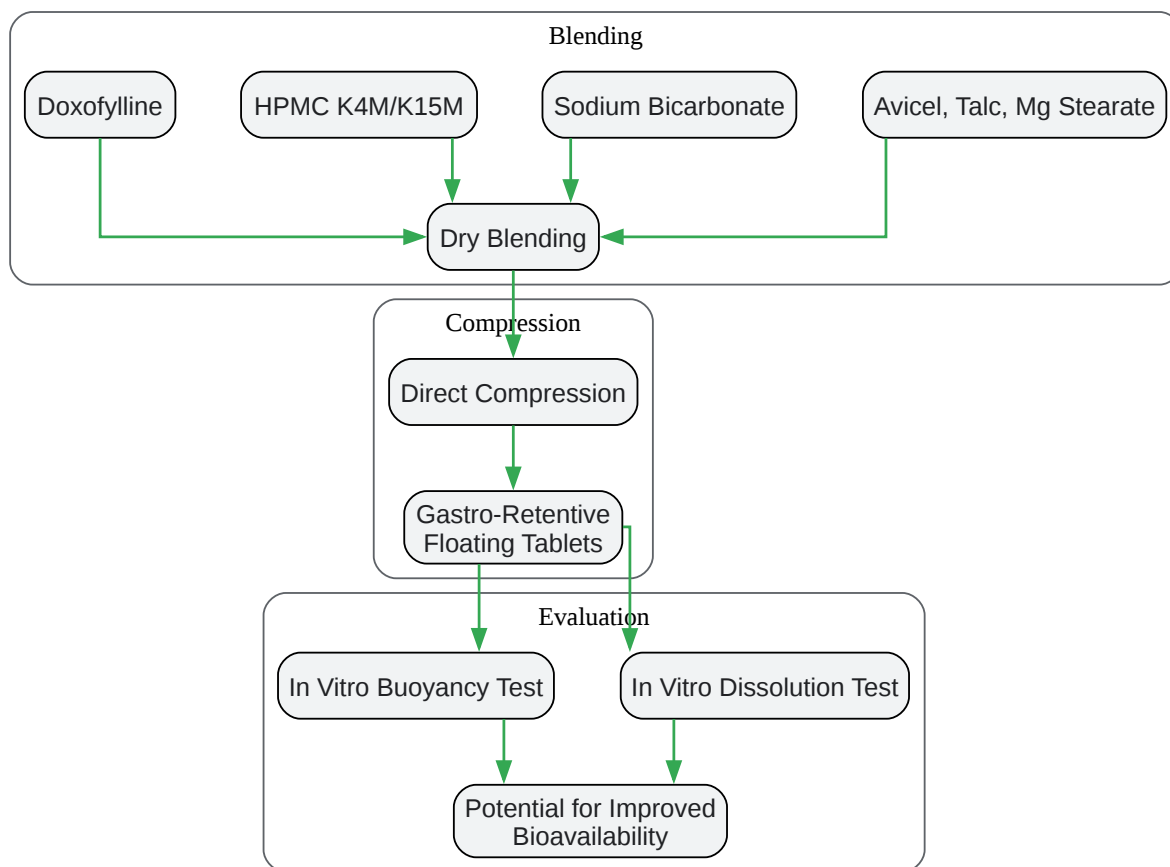 Blending
Doxofylline
HPMC K4M/K15M
Sodium Bicarbonate
Avicel, Talc, Mg Stearate
Dry Blending
Compression
Direct Compression
Gastro-Retentive
Floating Tablets
Evaluation
In Vitro Buoyancy Test
In Vitro Dissolution Test
Potential for Improved
Bioavailability